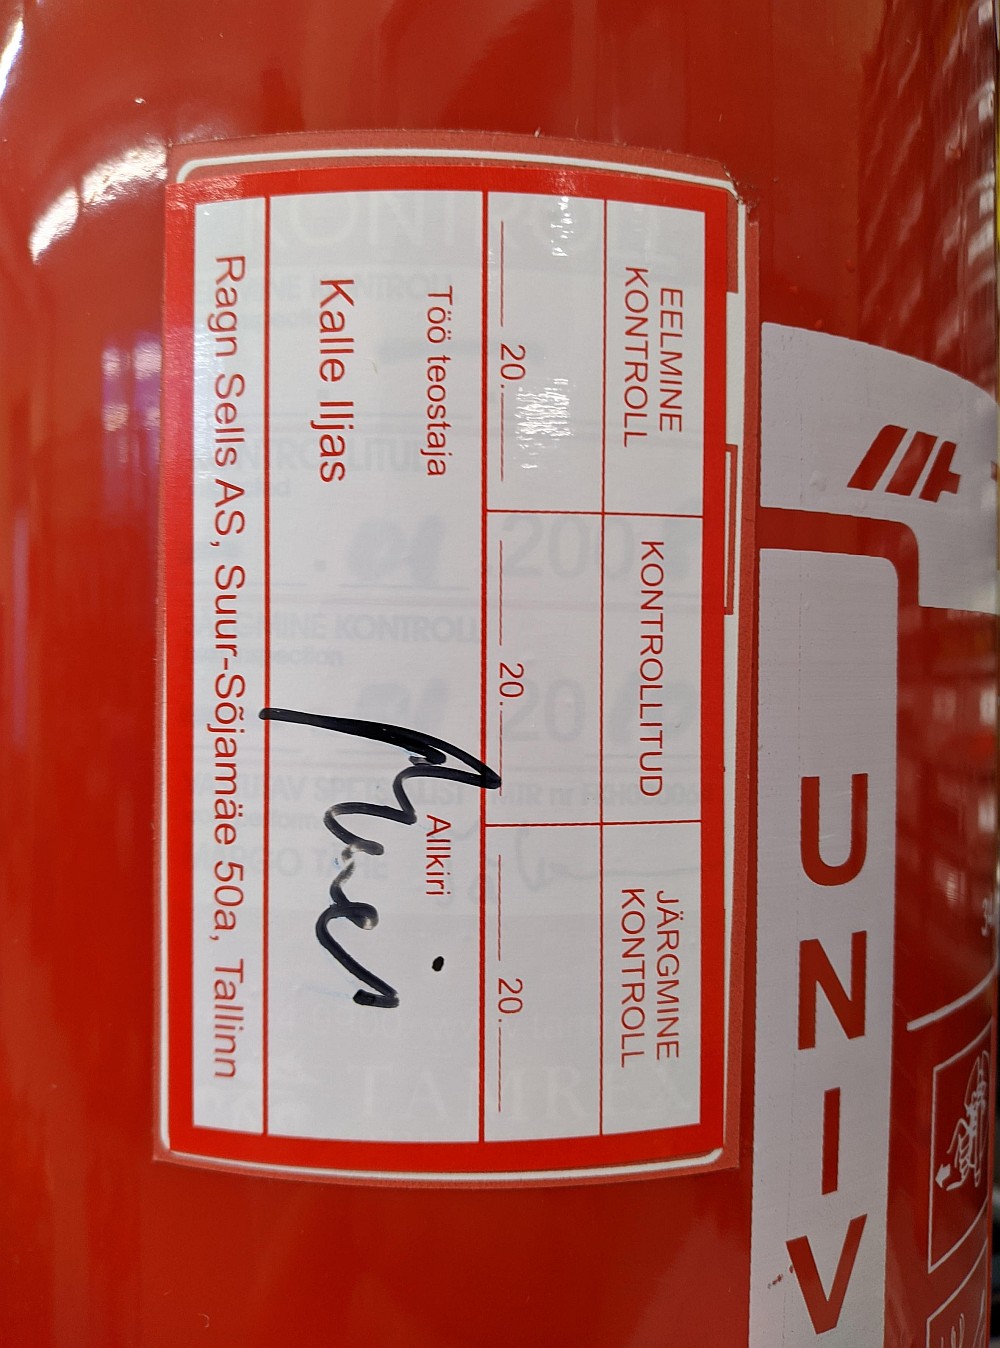 EELMINE
KONTROLL
KONTROLLITUD
JÄRGMINE
KONTROLL
20.
20.
20.
Töö teostaja
Allkiri
Kalle Iljas
Ragn Sells AS, Suur-Sõjamäe 50a, Tallinn
UNIV